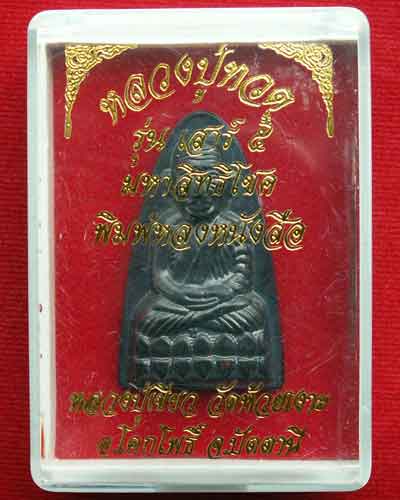 หลวงปู่ทวด
รุ่น เสาร์ ๕
มหาสิทธิโชค
พิมพ์หลังหนังสือ
หลวงปู่เขียว วัดห้วยเงาะ
อ.โคกโพธิ์ จ.ปัตตานี